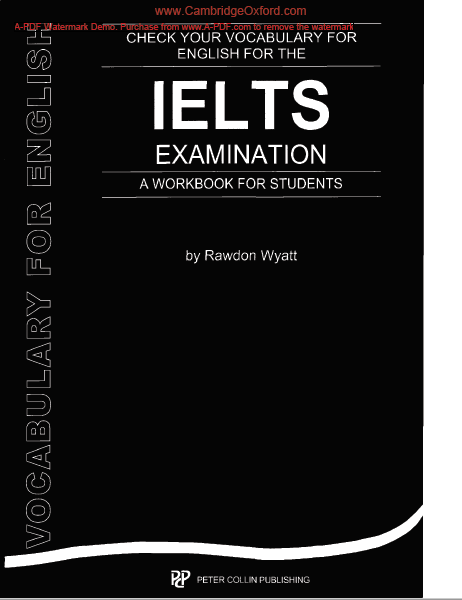 www.CambridgeOxford.com
A-PDF Watermark Demo. Purchase from www.A-PDF.com to remove the watermark
CHECK YOUR VOCABULARY FOR
ENGLISH FOR THE
IELTS
EXAMINATION
A WORKBOOK FOR STUDENTS
by Rawdon Wyatt
VOCABULARY FOR ENGLISH
PETER COLLIN PUBLISHING